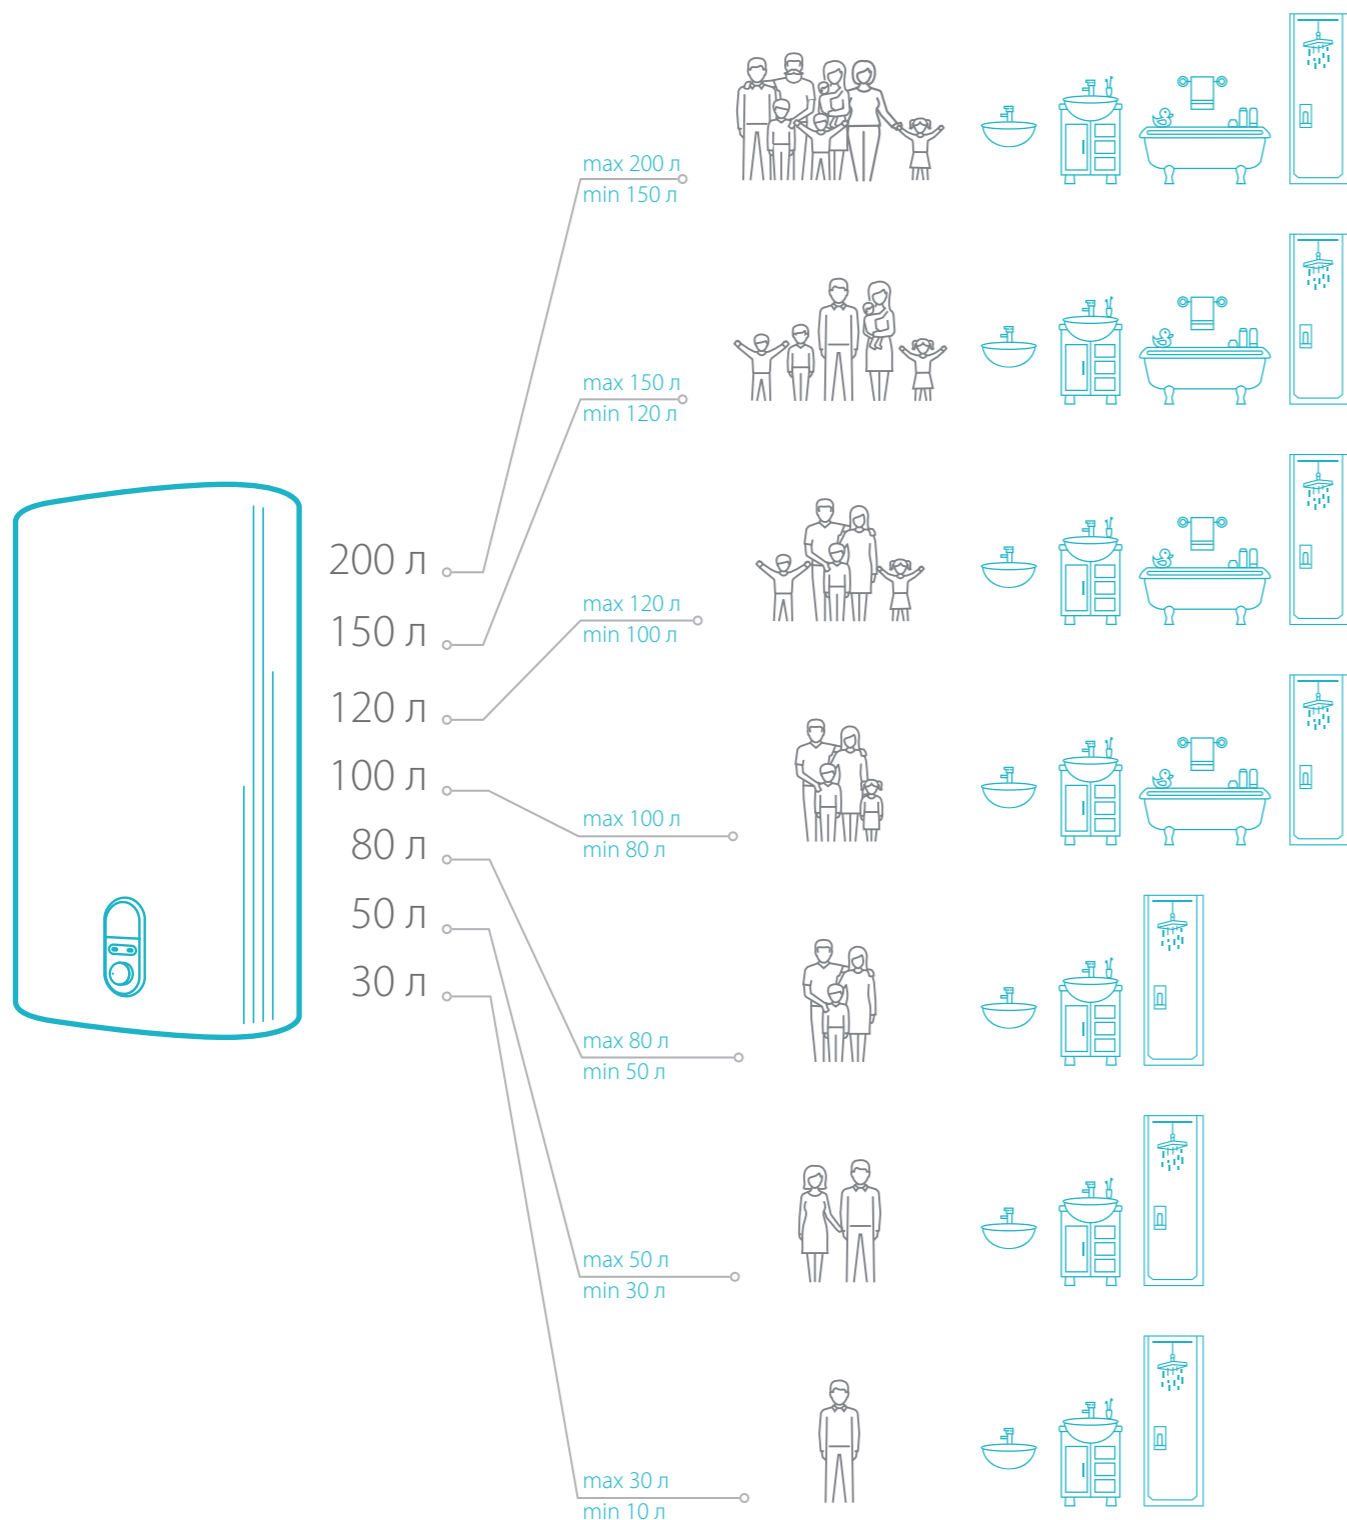 max 200 л
min 150 л
max 150 л
min 120 л
200 л
150 л
120 л
100 л
80 л
50 л
30 л
max 120 л
min 100 л
max 100 л
min 80 л
max 80 л
min 50 л
max 50 л
min 30 л
max 30 л
min 10 л